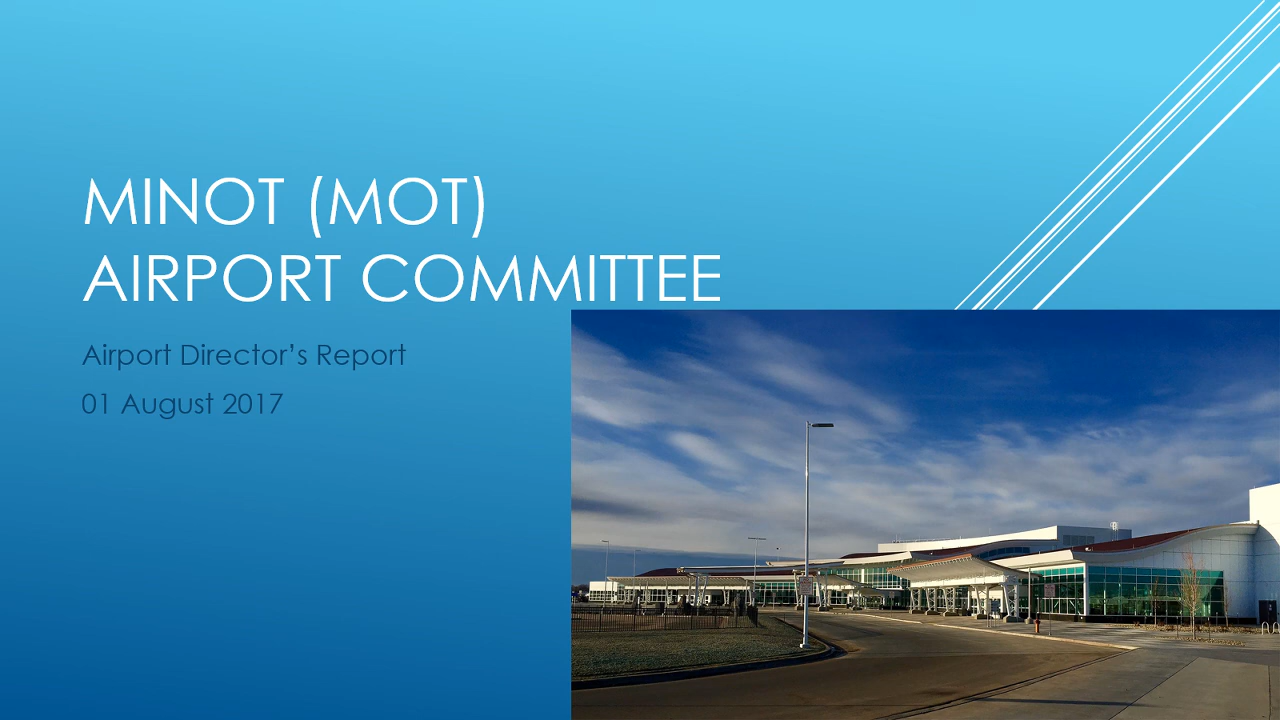 MINOT (MOT)
AIRPORT COMMITTEE
Airport Director’s Report
01 August 2017